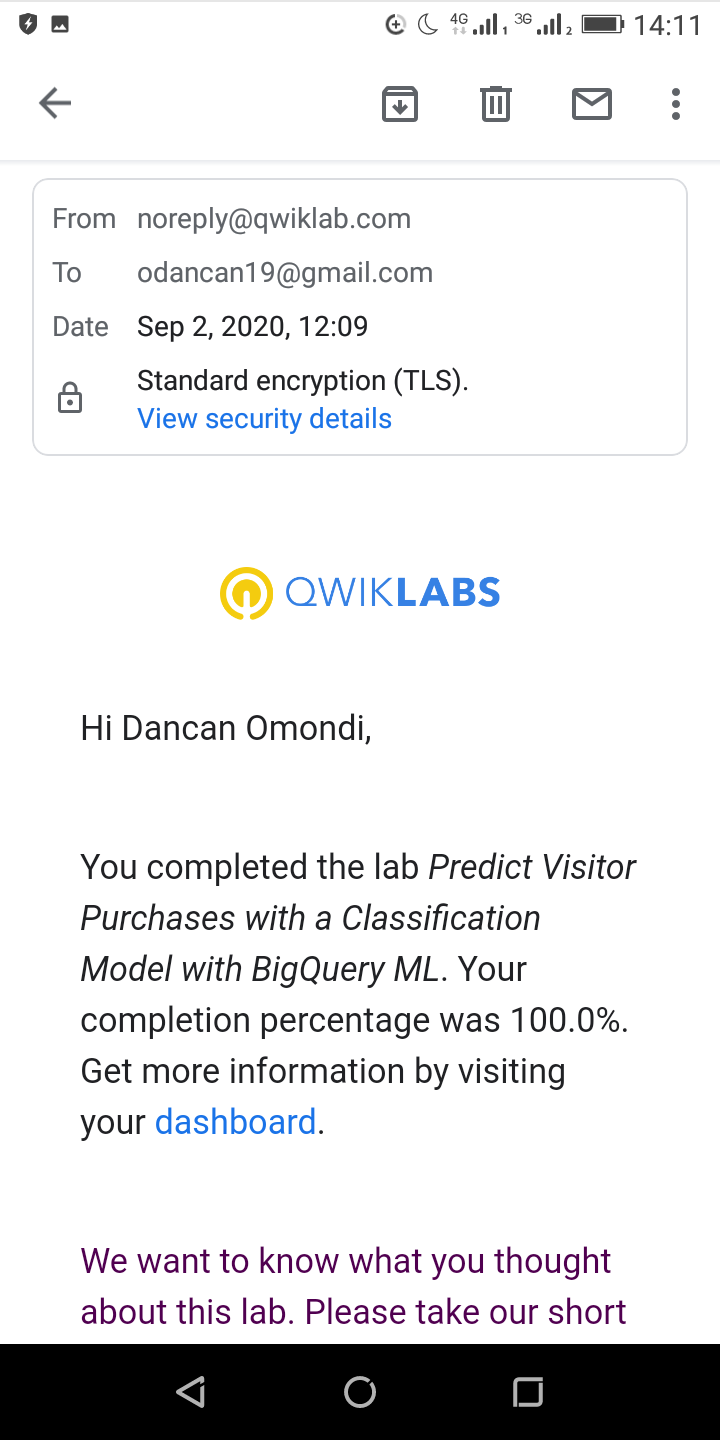 4G 1 3G 2 14:11
From noreply@qwiklab.com
To odancan19@gmail.com
Date Sep 2, 2020, 12:09
Standard encryption (TLS).
View security details
QWIKLABS
Hi Dancan Omondi,
You completed the lab Predict Visitor
Purchases with a Classification
Model with BigQuery ML. Your
completion percentage was 100.0%.
Get more information by visiting
your dashboard.
We want to know what you thought
about this lab. Please take our short